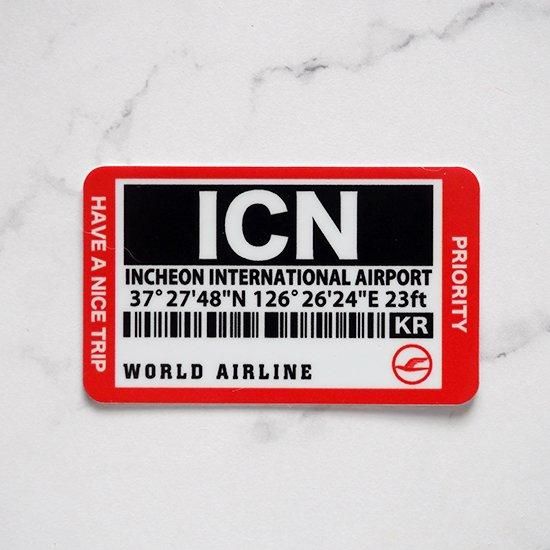 HAVE A NICE TRIP
ICN
INCHEON INTERNATIONAL AIRPORT
37° 27'48"N 126° 26'24"E 23ft
KR
WORLD AIRLINE
PRIORITY